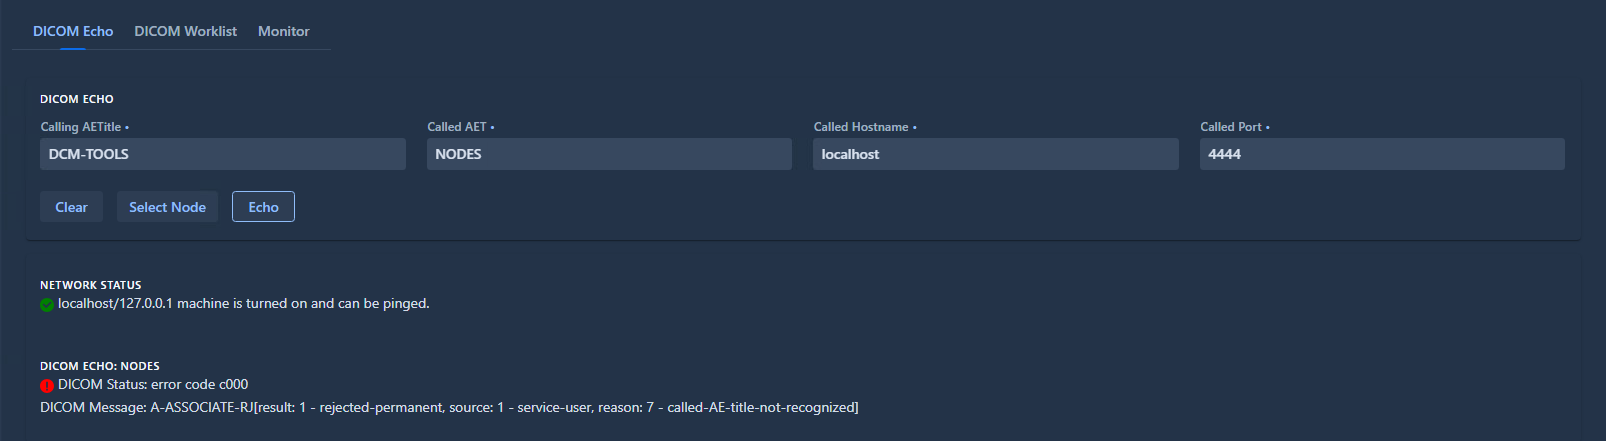 DICOM Echo DICOM Worklist Monitor
DICOM ECHO
Calling AETitle • Called AET • Called Hostname • Called Port •
DCM-TOOLS NODES localhost 4444
Clear Select Node Echo
NETWORK STATUS
localhost/127.0.0.1 machine is turned on and can be pinged.
DICOM ECHO: NODES
DICOM Status: error code c000
DICOM Message: A-ASSOCIATE-RJ[result: 1 - rejected-permanent, source: 1 - service-user, reason: 7 - called-AE-title-not-recognized]